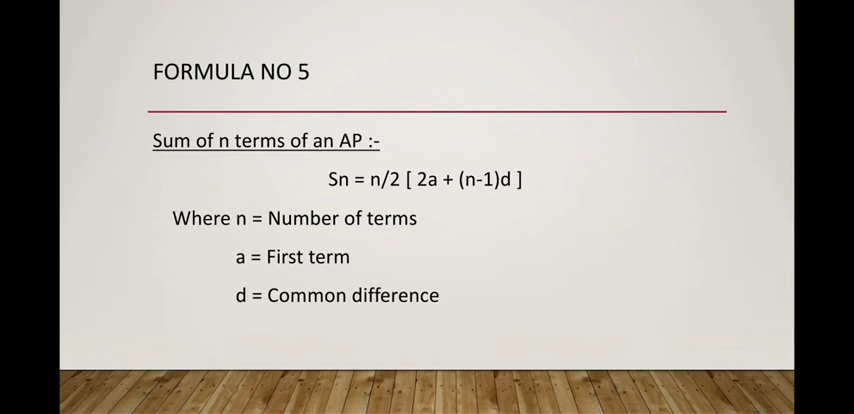 FORMULA NO 5
Sum of n terms of an AP :-
Sn = n/2 [ 2a + (n-1)d ]
Where n = Number of terms
a = First term
d = Common difference